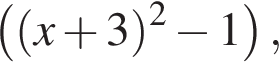 ((x + 3)² − 1) ,